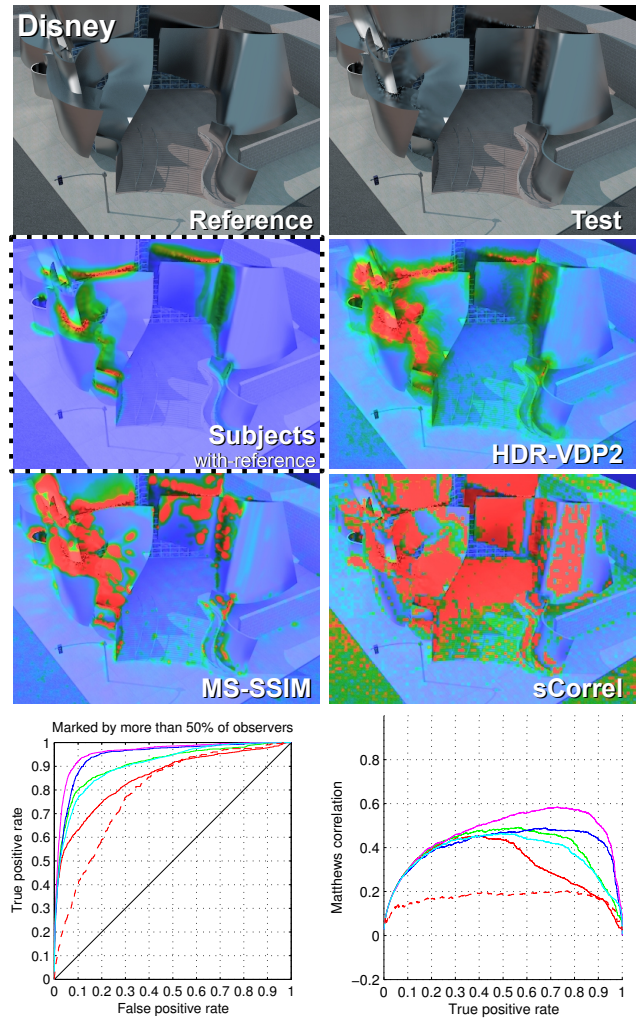 Disney
Reference
Test
Subjects
with-reference
HDR-VDP2
MS-SSIM
sCorrel
Marked by more than 50% of observers
1
0.9
0.8
0.7
0.6
0.5
0.4
0.3
0.2
0.1
0
True positive rate
0 0.1 0.2 0.3 0.4 0.5 0.6 0.7 0.8 0.9 1
False positive rate
0.8
0.6
0.4
0.2
0
−0.2
Matthews correlation
0 0.1 0.2 0.3 0.4 0.5 0.6 0.7 0.8 0.9 1
True positive rate